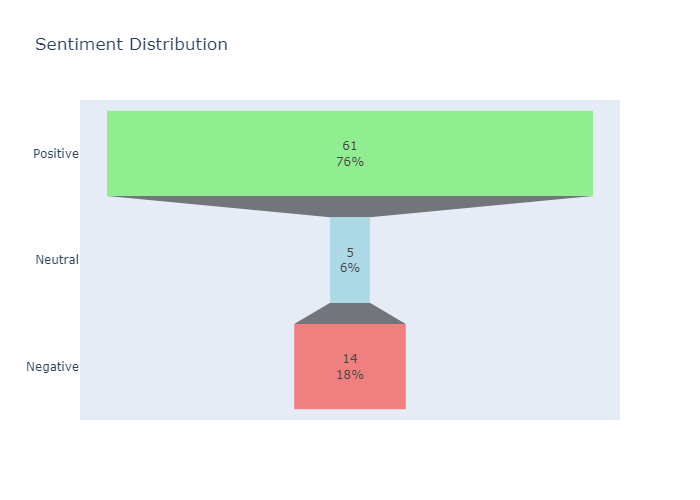 Sentiment Distribution
Positive
61
76%
Neutral
5
6%
Negative
14
18%